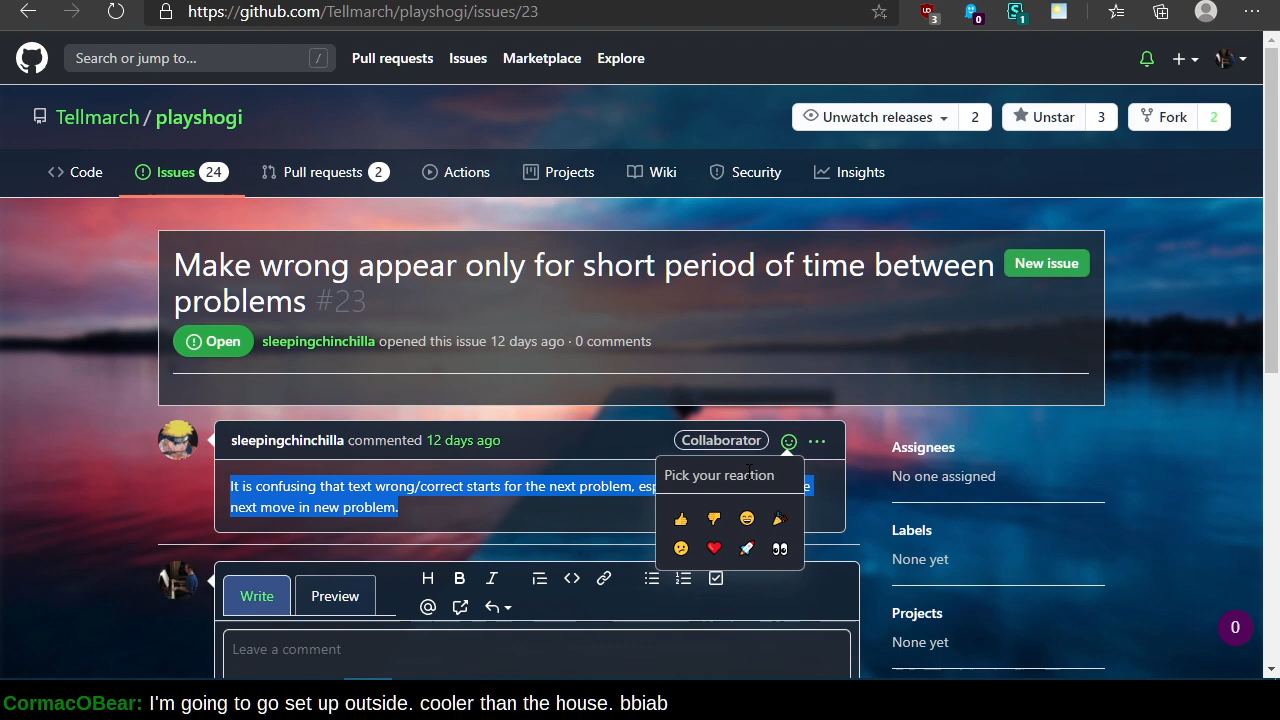 https://github.com/Tellmarch/playshogi/issues/23
3
0
1
Search or jump to...
/
Pull requests
Issues
Marketplace
Explore
Tellmarch / playshogi
Unwatch releases
2
Unstar
3
Fork
2
Code
Issues 24
Pull requests 2
Actions
Projects
Wiki
Security
Insights
Make wrong appear only for short period of time between
problems #23
New issue
Open
sleepingchinchilla opened this issue 12 days ago · 0 comments
sleepingchinchilla commented 12 days ago
Collaborator
Pick your reaction
It is confusing that text wrong/correct starts for the next problem,
next move in new problem.
Assignees
No one assigned
Labels
None yet
Projects
None yet
Write
Preview
H B I
@
Leave a comment
0
CormacOBear: I'm going to go set up outside. cooler than the house. bbiab